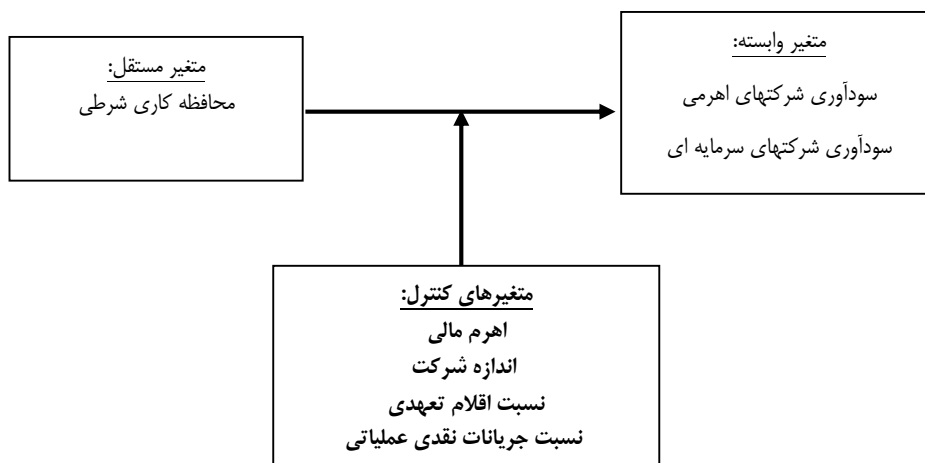 متغیر وابسته:
سودآوری شرکتهای اهرمی
سودآوری شرکتهای سرمایه ای
متغیر مستقل:
محافظه کاری شرطی
متغیرهای کنترل:
اهرم مالی
اندازه شرکت
نسبت اقلام تعهدی
نسبت جریانات نقدی عملیاتی